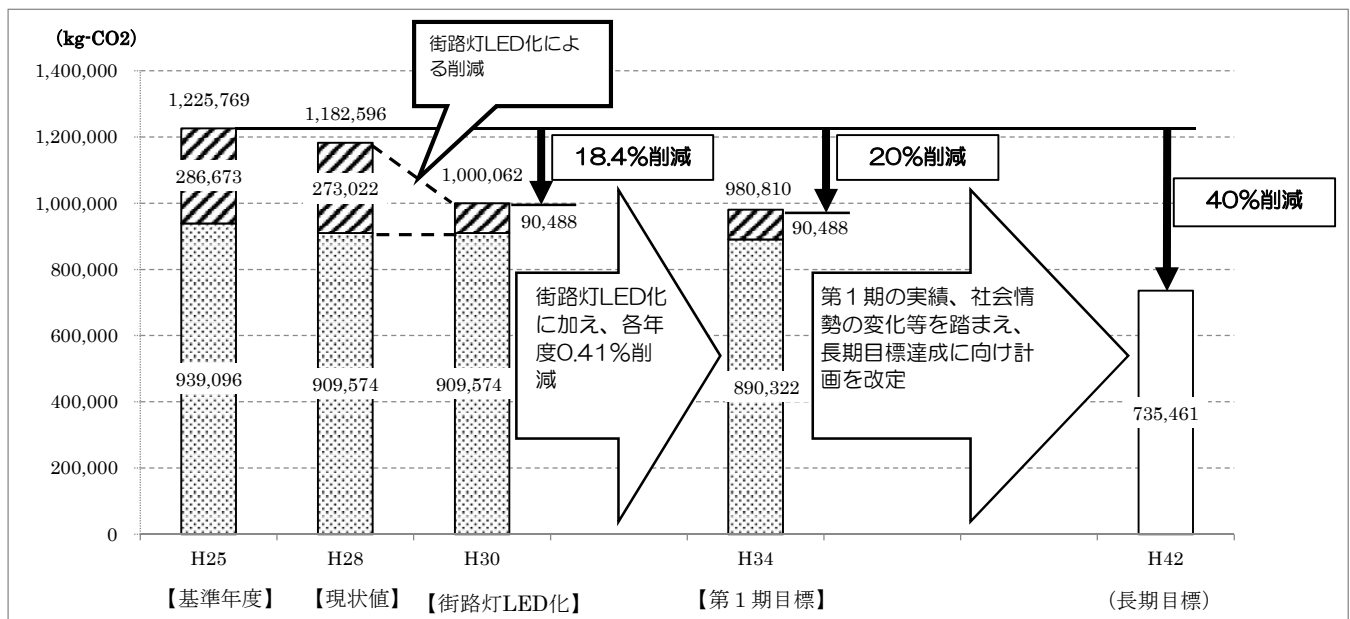 (kg-CO2)
1,400,000
1,200,000
1,000,000
800,000
600,000
400,000
200,000
0
街路灯LED化によ
る削減
1,225,769
286,673
939,096
1,182,596
273,022
909,574
1,000,062
90,488
909,574
18.4%削減
街路灯LED化
に加え、各年
度0.41%削
減
980,810
90,488
890,322
20%削減
第1期の実績、社会情
勢の変化等を踏まえ、
長期目標達成に向け計
画を改定
40%削減
735,461
H25
H28
H30
H34
H42
【基準年度】
【現状値】
【街路灯LED化】
【第1期目標】
(長期目標)